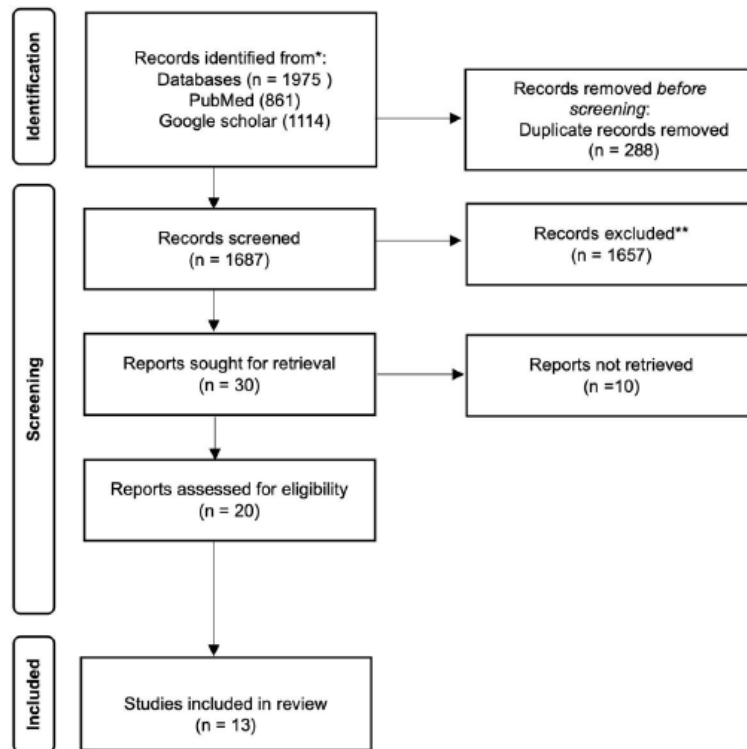 Identification
Records identified from*:
Databases (n = 1975 )
PubMed (861)
Google scholar (1114)
Records removed before
screening:
Duplicate records removed
(n = 288)
Screening
Records screened
(n = 1687)
Records excluded**
(n = 1657)
Reports sought for retrieval
(n = 30)
Reports not retrieved
(n =10)
Reports assessed for eligibility
(n = 20)
Included
Studies included in review
(n = 13)